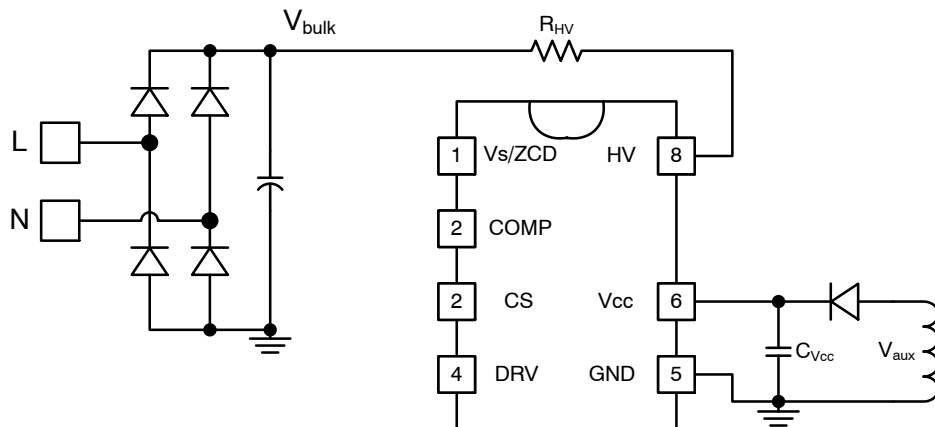 V_bulk
R_HV
L
N
1 Vs/ZCD HV 8
2 COMP
2 CS Vcc 6
4 DRV GND 5
C_Vcc
V_aux